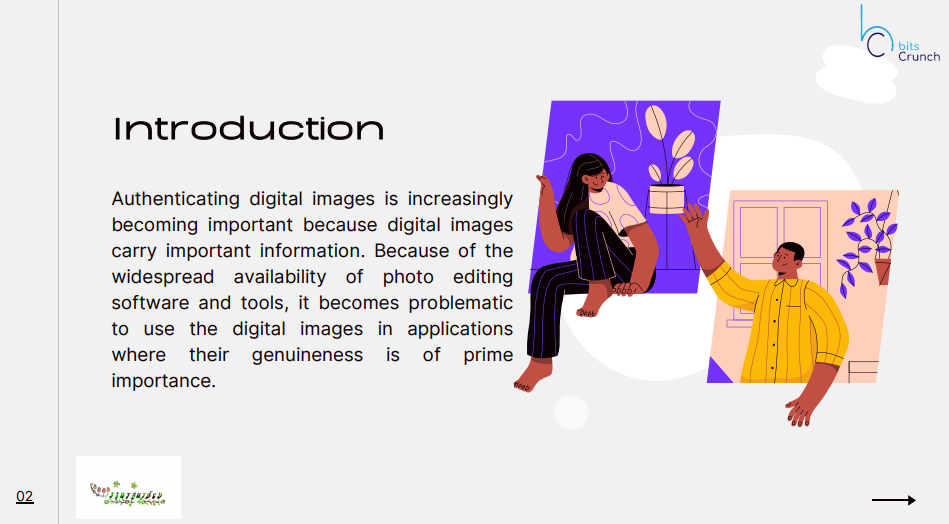 bits
Crunch
Introduction
Authenticating digital images is increasingly
becoming important because digital images
carry important information. Because of the
widespread availability of photo editing
software and tools, it becomes problematic
to use the digital images in applications
where their genuineness is of prime
importance.
02